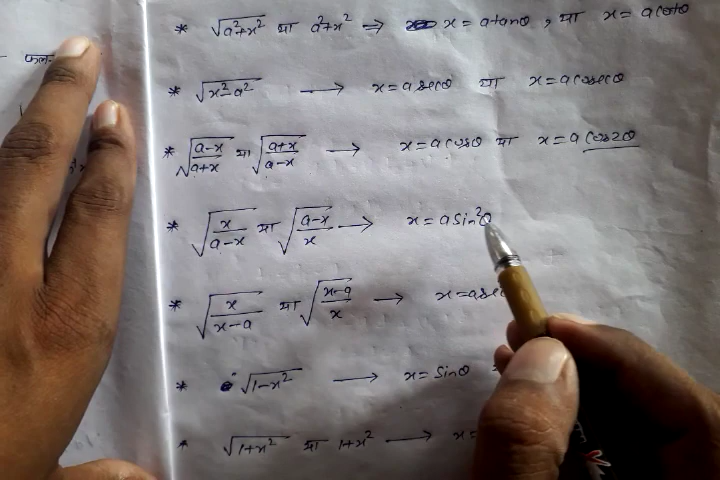 * √(a²+x²) या a²+x² ⇒ x = a tanθ, या x = a cotθ
* √(x²-a²) → x = a secθ या x = a cosecθ
* √((a-x)/(a+x)) या √((a+x)/(a-x)) → x = a cosθ या x = a cos2θ
* √(x/(a-x)) या √((a-x)/x) → x = a sin²θ
* √(x/(x-a)) या √((x-a)/x) → x = a sec
* √(1-x²) → x = sinθ
* √(1+x²) या 1+x² → x =